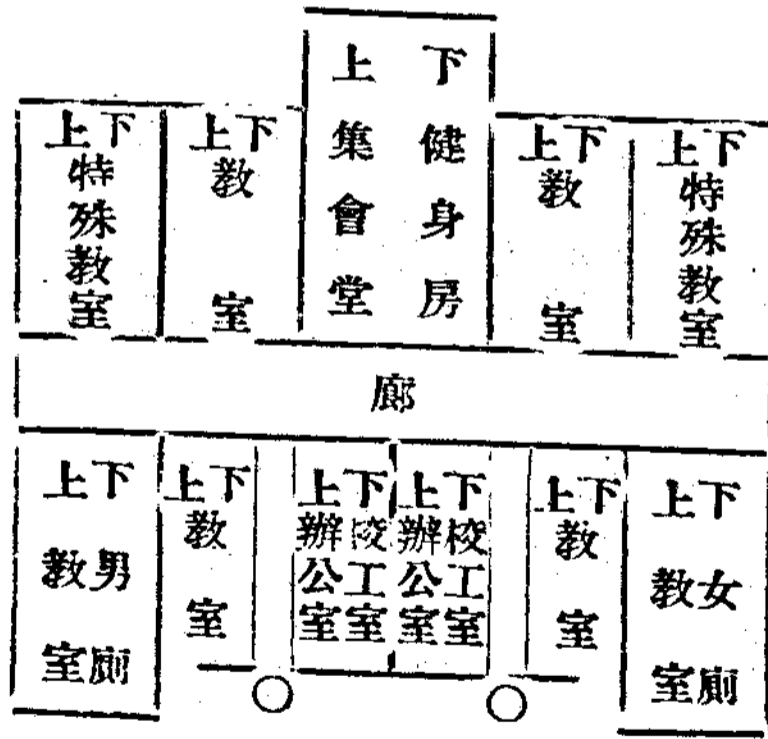 下健身房
上集會堂
下上
特殊教室
下上
教室
下上
教室
下上
特殊教室
廊
下男廁
上教室
下上
教室
下校工室
上辦公室
下校工室
上辦公室
下上
教室
下女廁
上教室